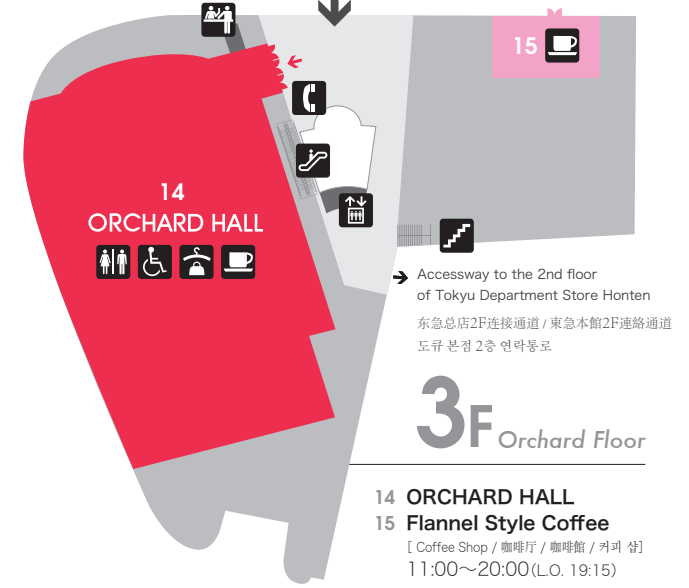 15
14
ORCHARD HALL
Accessway to the 2nd floor
of Tokyu Department Store Honten
东急总店2F连接通道 / 東急本館2F連絡通道
도큐 본점 2층 연락통로
3F Orchard Floor
14 ORCHARD HALL
15 Flannel Style Coffee
[ Coffee Shop / 咖啡厅 / 咖啡館 / 커피 샵]
11:00～20:00(L.O. 19:15)